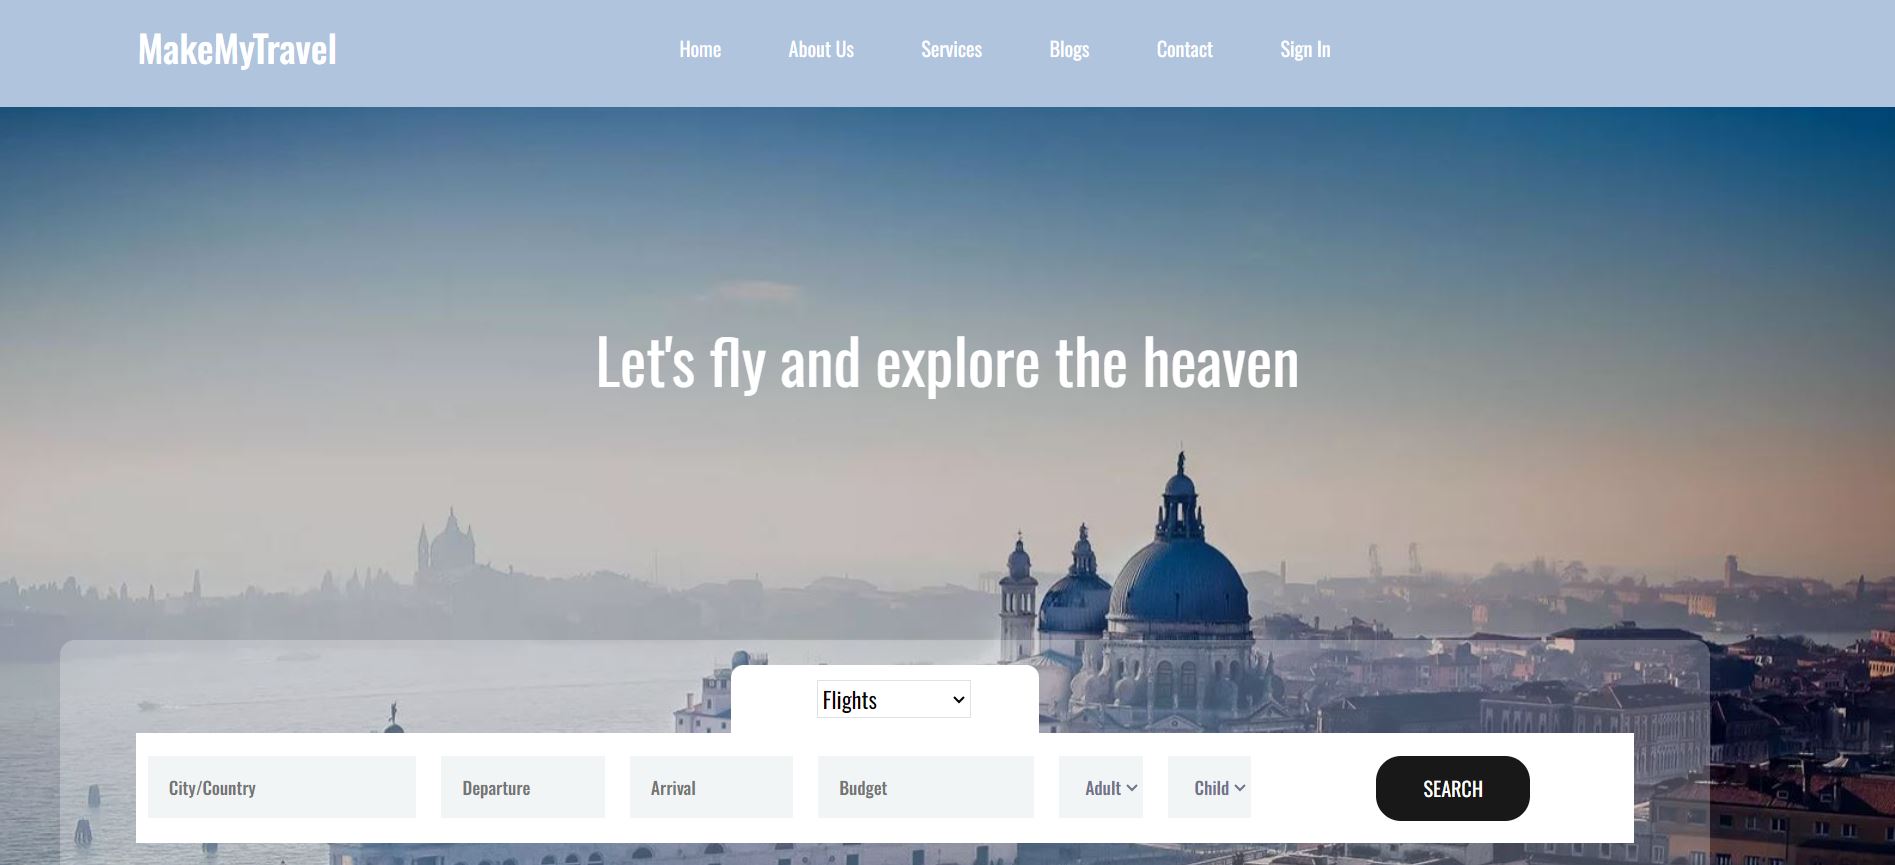 MakeMyTravel
Home About Us Services Blogs Contact Sign In
Let's fly and explore the heaven
Flights
City/Country Departure Arrival Budget Adult Child SEARCH